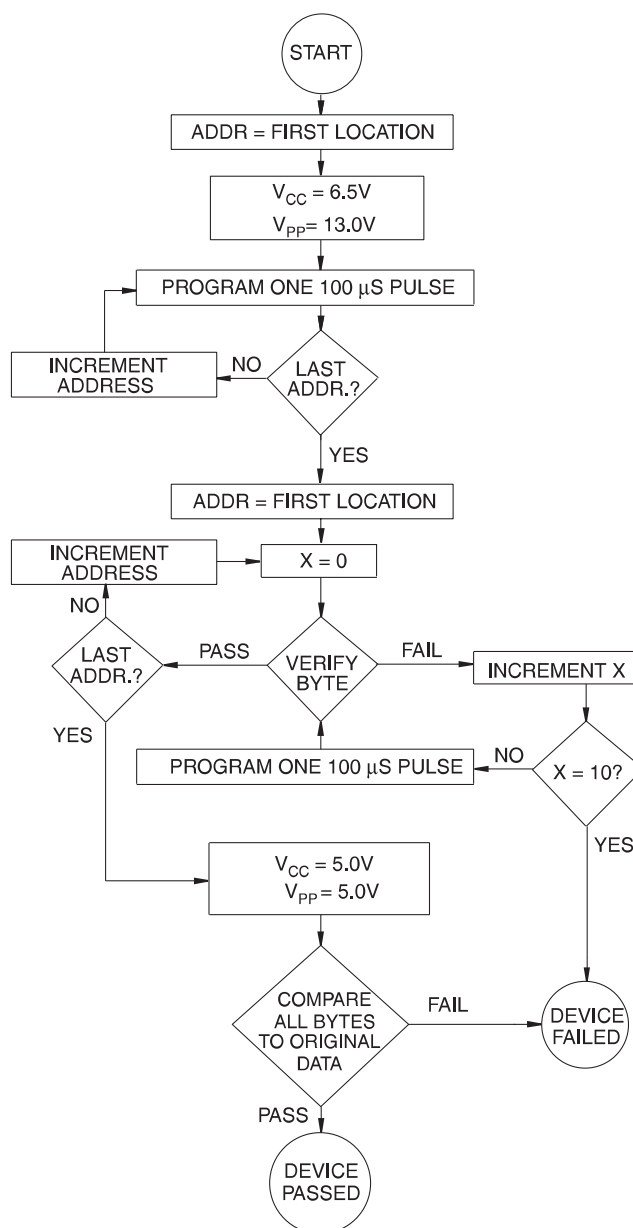 START
ADDR = FIRST LOCATION
V_CC = 6.5V
V_PP = 13.0V
PROGRAM ONE 100 μS PULSE
INCREMENT
ADDRESS
NO
LAST
ADDR.?
YES
ADDR = FIRST LOCATION
INCREMENT
ADDRESS
X = 0
NO
LAST
ADDR.?
PASS
VERIFY
BYTE
FAIL
INCREMENT X
YES
PROGRAM ONE 100 μS PULSE
NO
X = 10?
YES
V_CC = 5.0V
V_PP = 5.0V
COMPARE
ALL BYTES
TO ORIGINAL
DATA
FAIL
DEVICE
FAILED
PASS
DEVICE
PASSED